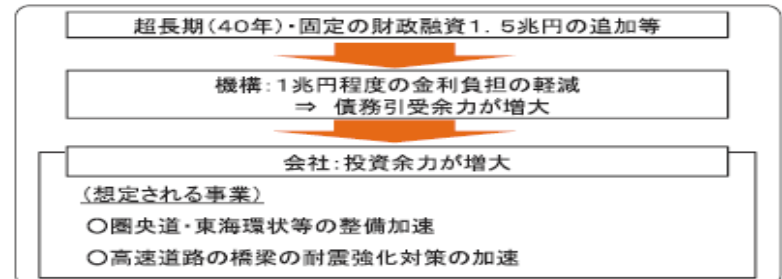 超長期(40年)・固定の財政融資1.5兆円の追加等
機構:1兆円程度の金利負担の軽減
⇒ 債務引受余力が増大
会社:投資余力が増大
(想定される事業)
○圏央道・東海環状等の整備加速
○高速道路の橋梁の耐震強化対策の加速